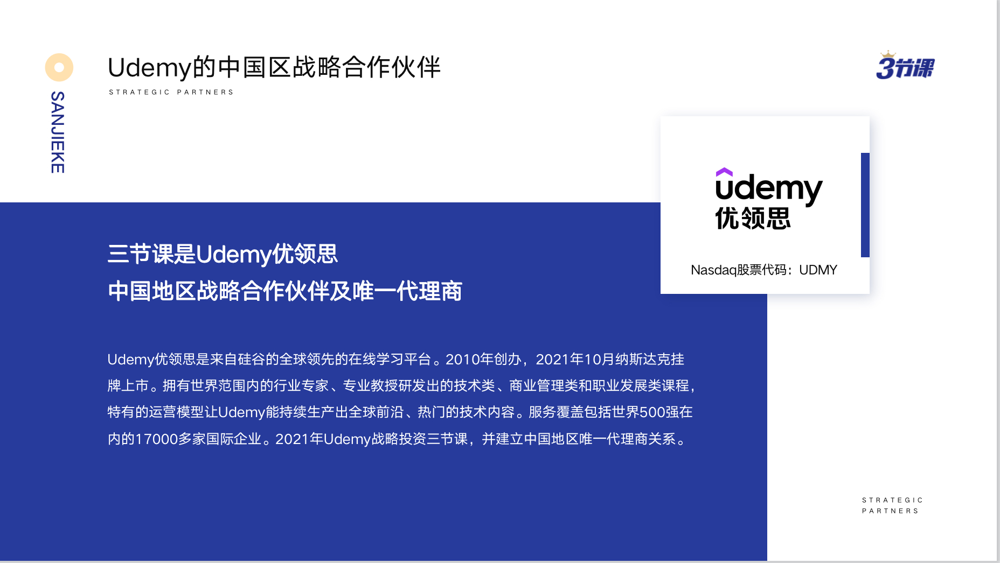 Udemy的中国区战略合作伙伴
STRATEGIC PARTNERS
SANJIEKE
3节课
udemy
优领思
Nasdaq股票代码：UDMY
三节课是Udemy优领思
中国地区战略合作伙伴及唯一代理商
Udemy优领思是来自硅谷的全球领先的在线学习平台。2010年创办，2021年10月纳斯达克挂
牌上市。拥有世界范围内的行业专家、专业教授研发出的技术类、商业管理类和职业发展类课程，
特有的运营模型让Udemy能持续生产出全球前沿、热门的技术内容。服务覆盖包括世界500强在
内的17000多家国际企业。2021年Udemy战略投资三节课，并建立中国地区唯一代理商关系。
STRATEGIC
PARTNERS